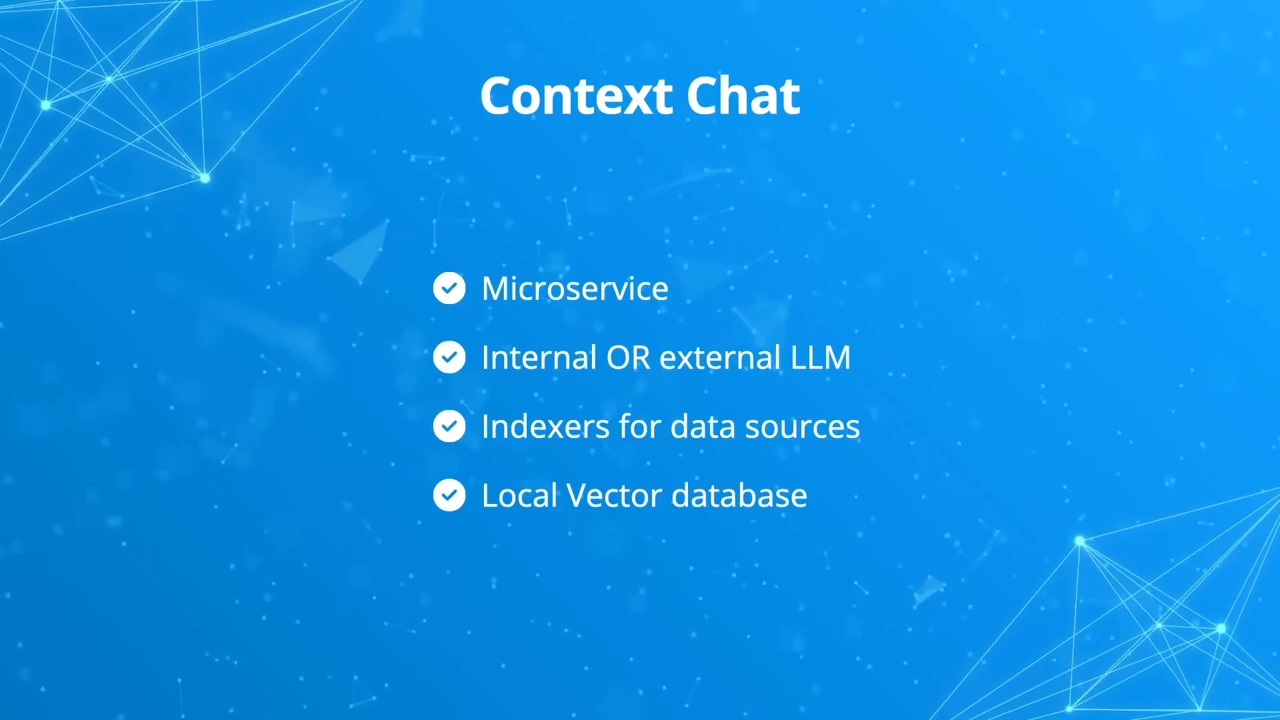 Context Chat
Microservice
Internal OR external LLM
Indexers for data sources
Local Vector database